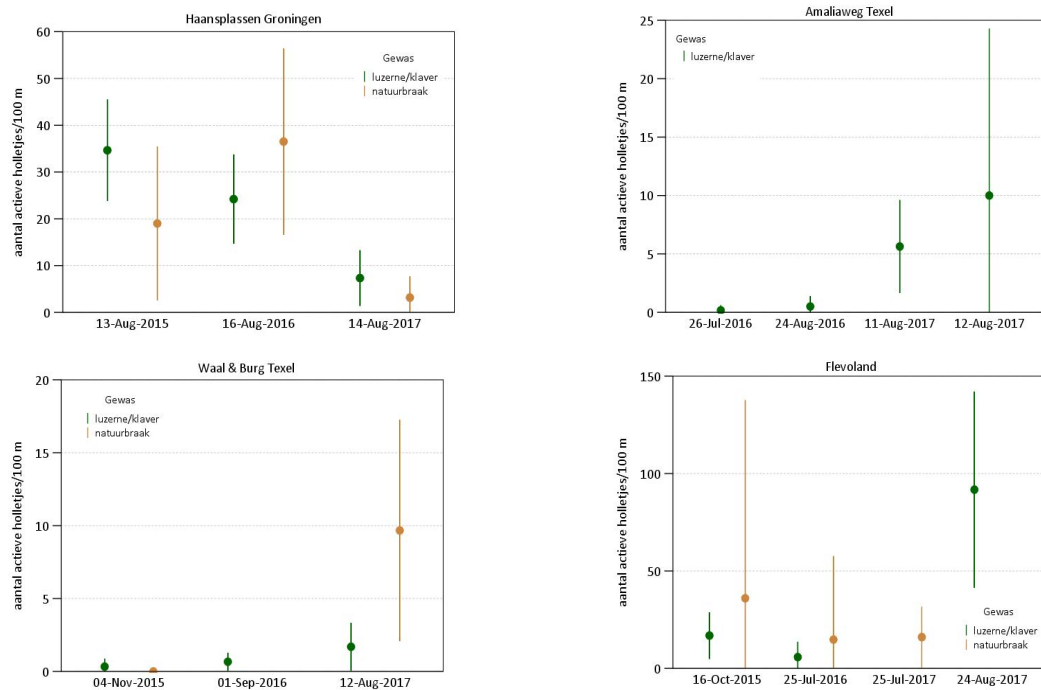 Haansplassen Groningen
60
50
40
30
20
10
0
aantal actieve holletjes/100 m
Gewas
luzerne/klaver
natuurbraak
13-Aug-2015 16-Aug-2016 14-Aug-2017
Amaliaweg Texel
25
20
15
10
5
0
aantal actieve holletjes/100 m
Gewas
luzerne/klaver
26-Jul-2016 24-Aug-2016 11-Aug-2017 12-Aug-2017
Waal & Burg Texel
20
15
10
5
0
aantal actieve holletjes/100 m
Gewas
luzerne/klaver
natuurbraak
04-Nov-2015 01-Sep-2016 12-Aug-2017
Flevoland
150
100
50
0
aantal actieve holletjes/100 m
Gewas
luzerne/klaver
natuurbraak
16-Oct-2015 25-Jul-2016 25-Jul-2017 24-Aug-2017